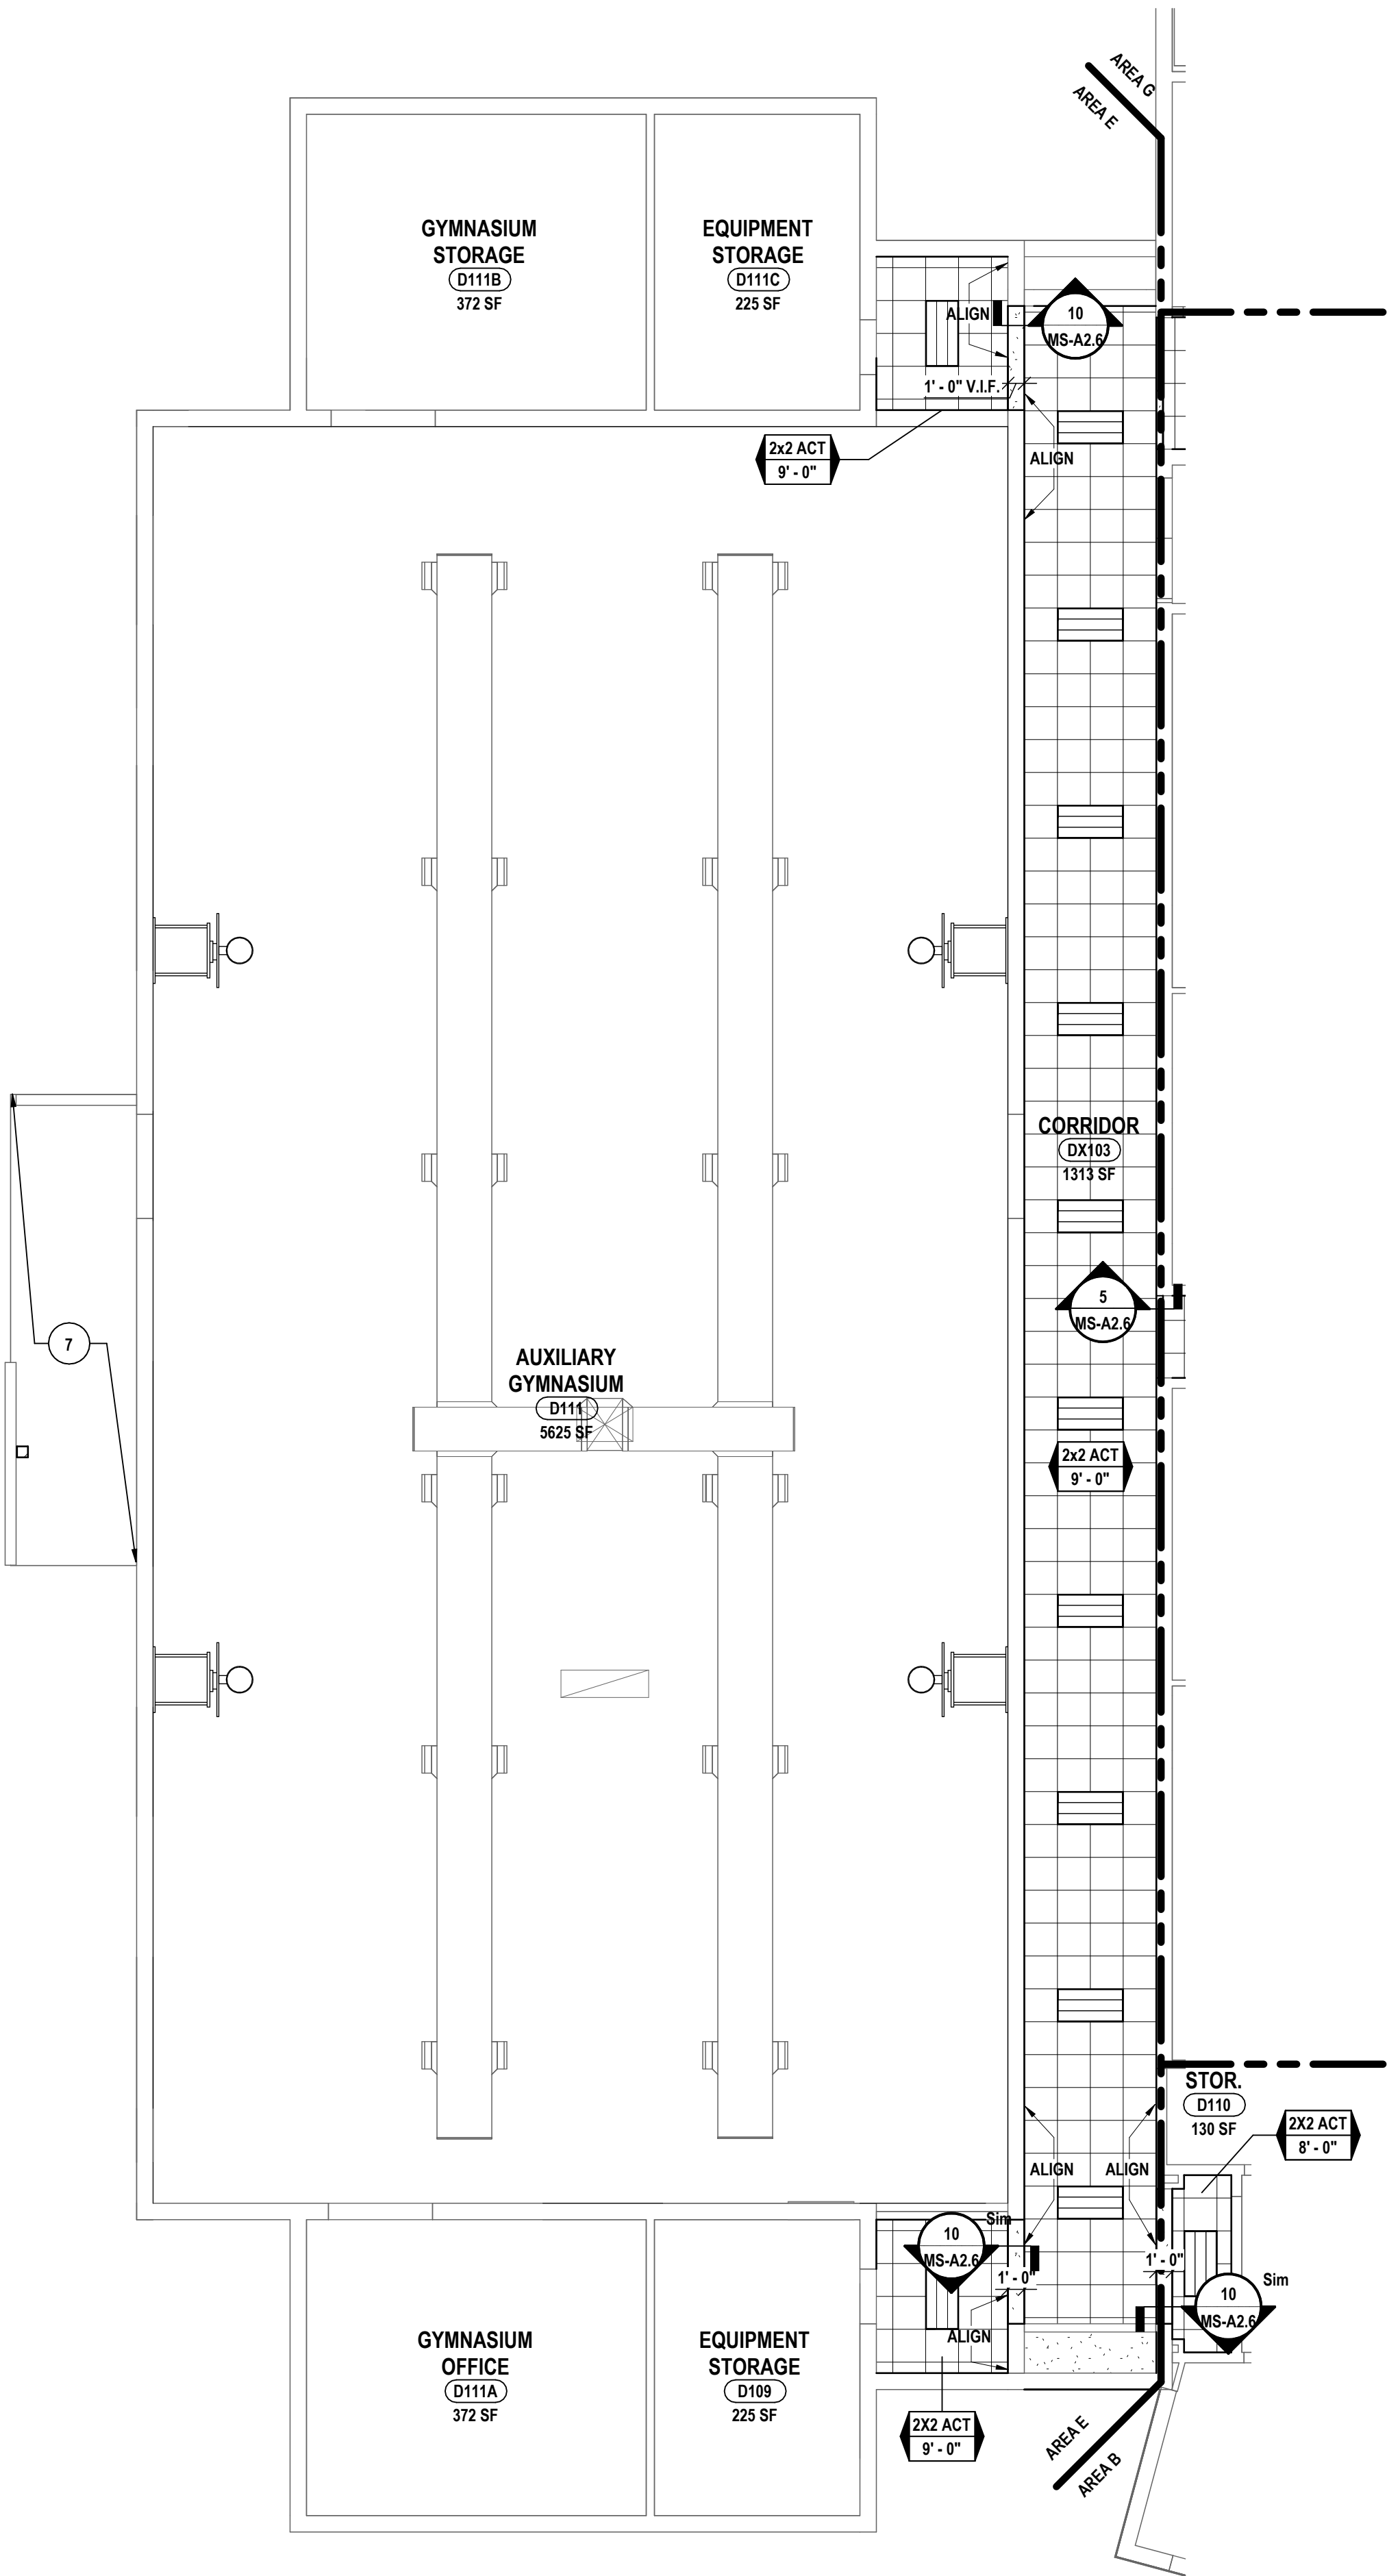 AREA G
AREA E
GYMNASIUM
STORAGE
D111B
372 SF
EQUIPMENT
STORAGE
D111C
225 SF
ALIGN
10
MS-A2.6
1' - 0" V.I.F.
2x2 ACT
9' - 0"
ALIGN
CORRIDOR
DX103
1313 SF
5
MS-A2.6
7
AUXILIARY
GYMNASIUM
D111
5625 SF
2x2 ACT
9' - 0"
STOR.
D110
130 SF
2X2 ACT
8' - 0"
ALIGN
ALIGN
10
MS-A2.6
Sim
1' - 0"
1' - 0"
10
MS-A2.6
Sim
GYMNASIUM
OFFICE
D111A
372 SF
EQUIPMENT
STORAGE
D109
225 SF
ALIGN
2X2 ACT
9' - 0"
AREA E
AREA B